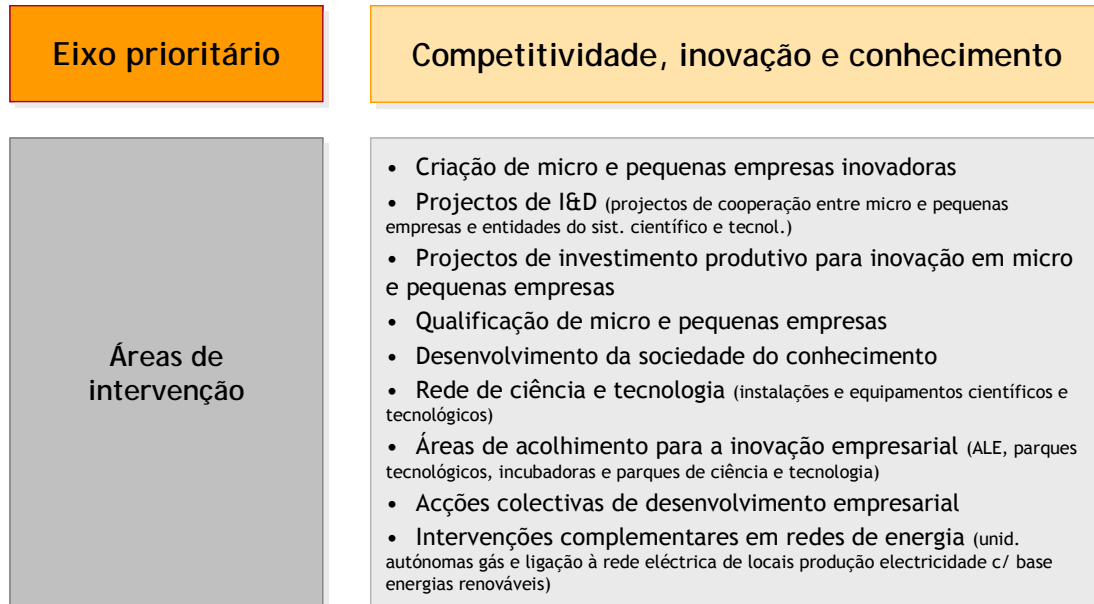 Eixo prioritário
Competitividade, inovação e conhecimento
Áreas de
intervenção
• Criação de micro e pequenas empresas inovadoras
• Projectos de I&D (projectos de cooperação entre micro e pequenas
empresas e entidades do sist. científico e tecnol.)
• Projectos de investimento produtivo para inovação em micro
e pequenas empresas
• Qualificação de micro e pequenas empresas
• Desenvolvimento da sociedade do conhecimento
• Rede de ciência e tecnologia (instalações e equipamentos científicos e
tecnológicos)
• Áreas de acolhimento para a inovação empresarial (ALE, parques
tecnológicos, incubadoras e parques de ciência e tecnologia)
• Acções colectivas de desenvolvimento empresarial
• Intervenções complementares em redes de energia (unid.
autónomas gás e ligação à rede eléctrica de locais produção electricidade c/ base
energias renováveis)